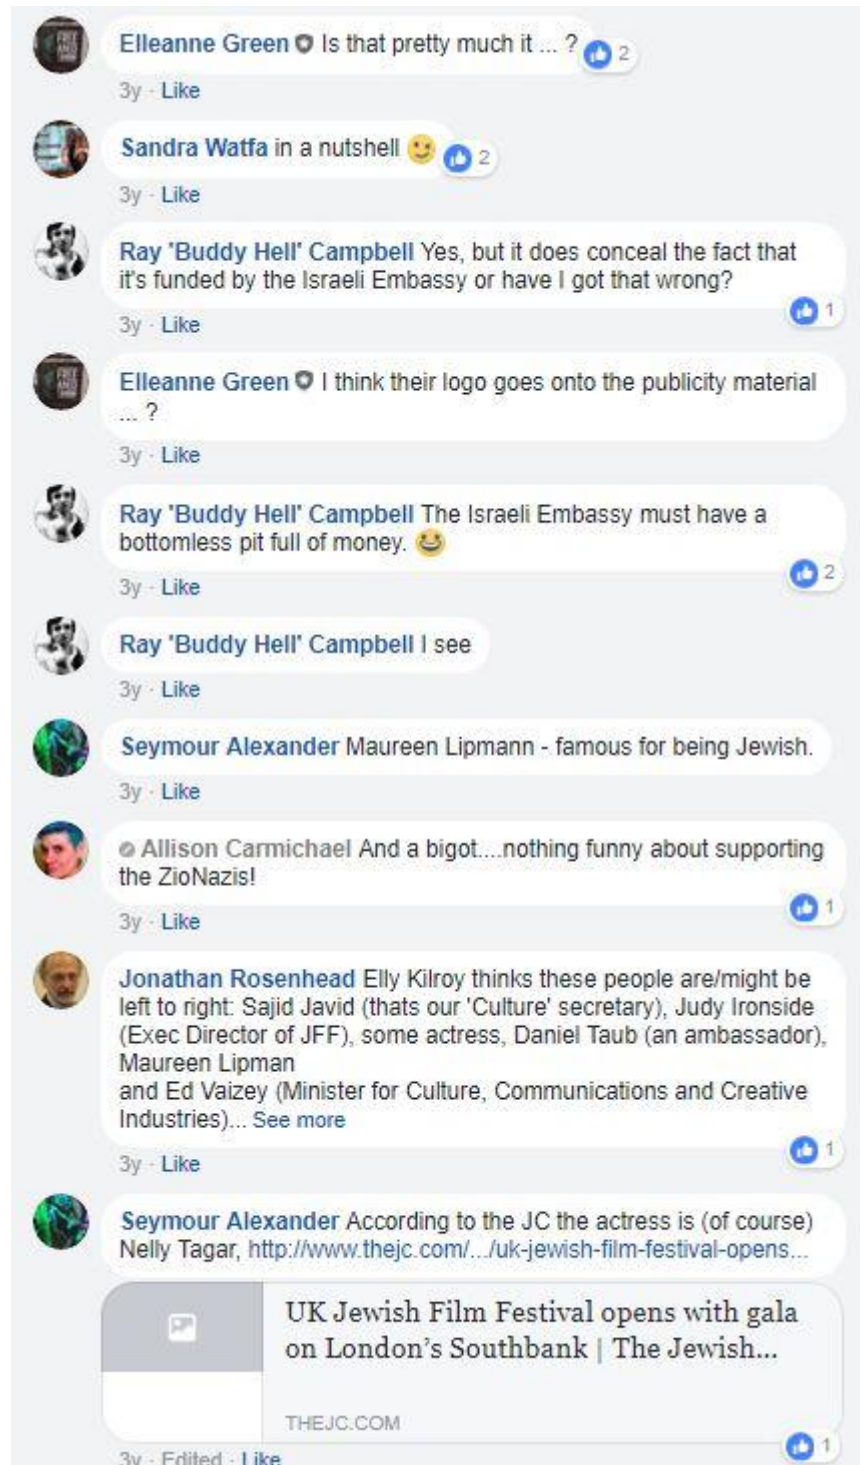 Elleanne Green Is that pretty much it ... ? 2
3y · Like
Sandra Watfa in a nutshell 2
3y · Like
Ray 'Buddy Hell' Campbell Yes, but it does conceal the fact that
it's funded by the Israeli Embassy or have I got that wrong?
1
3y · Like
Elleanne Green I think their logo goes onto the publicity material
... ?
3y · Like
Ray 'Buddy Hell' Campbell The Israeli Embassy must have a
bottomless pit full of money.
2
3y · Like
Ray 'Buddy Hell' Campbell I see
3y · Like
Seymour Alexander Maureen Lipmann - famous for being Jewish.
3y · Like
Allison Carmichael And a bigot....nothing funny about supporting
the ZioNazis!
1
3y · Like
Jonathan Rosenhead Elly Kilroy thinks these people are/might be
left to right: Sajid Javid (thats our 'Culture' secretary), Judy Ironside
(Exec Director of JFF), some actress, Daniel Taub (an ambassador),
Maureen Lipman
and Ed Vaizey (Minister for Culture, Communications and Creative
Industries)... See more
1
3y · Like
Seymour Alexander According to the JC the actress is (of course)
Nelly Tagar, http://www.thejc.com/.../uk-jewish-film-festival-opens...
UK Jewish Film Festival opens with gala
on London's Southbank | The Jewish...
THEJC.COM
1
3y · Edited · Like